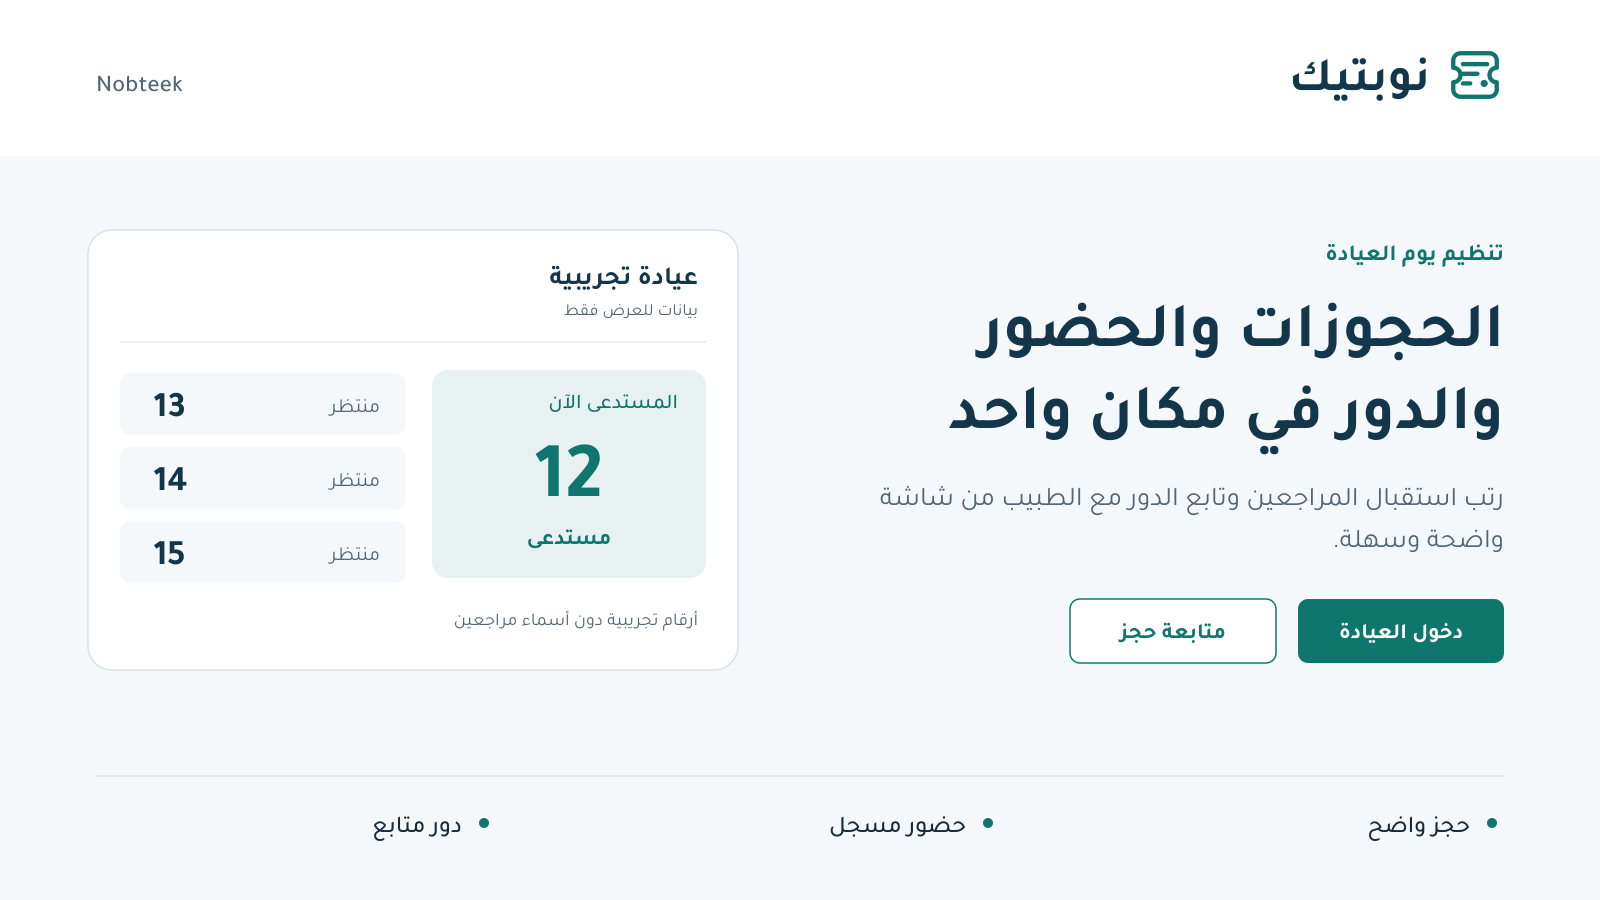 نوبتيك
Nobteek
تنظيم يوم العيادة
الحجوزات والحضور
والدور في مكان واحد
رتب استقبال المراجعين وتابع الدور مع الطبيب من شاشة
واضحة وسهلة.
دخول العيادة
متابعة حجز
عيادة تجريبية
بيانات للعرض فقط
المستدعى الآن
12
مستدعى
منتظر 13
منتظر 14
منتظر 15
أرقام تجريبية دون أسماء مراجعين
حجز واضح
حضور مسجل
دور متابع